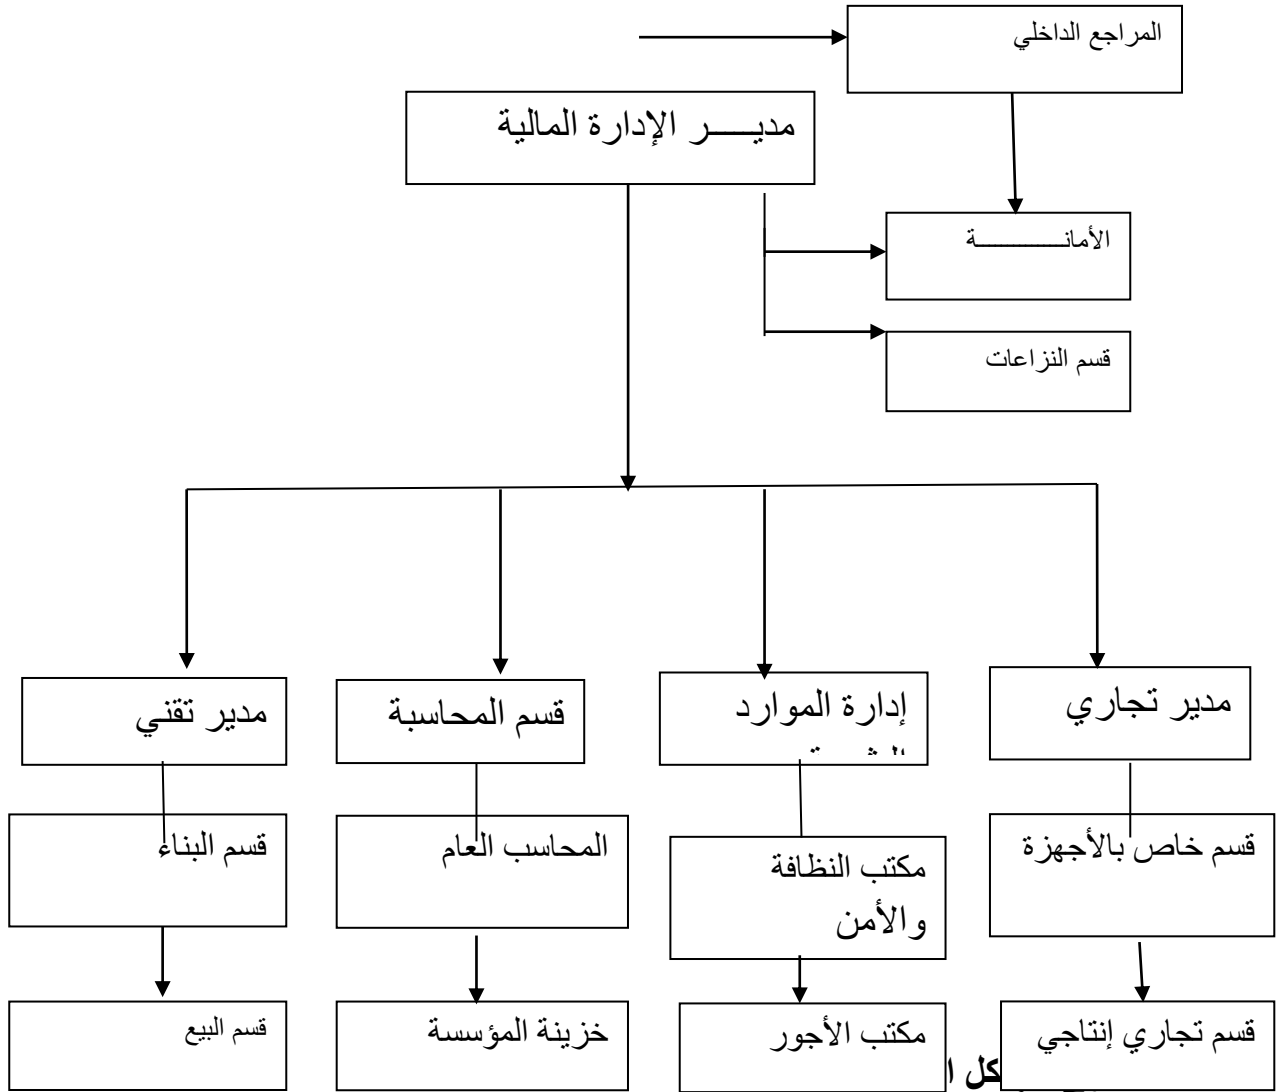 المراجع الداخلي
مديـــــر الإدارة المالية
الأمانـــــــــــة
قسم النزاعات
مدير تجاري
إدارة الموارد
قسم المحاسبة
مدير تقني
قسم خاص بالأجهزة
مكتب النظافة
والأمن
المحاسب العام
قسم البناء
قسم تجاري إنتاجي
مكتب الأجور
خزينة المؤسسة
قسم البيع